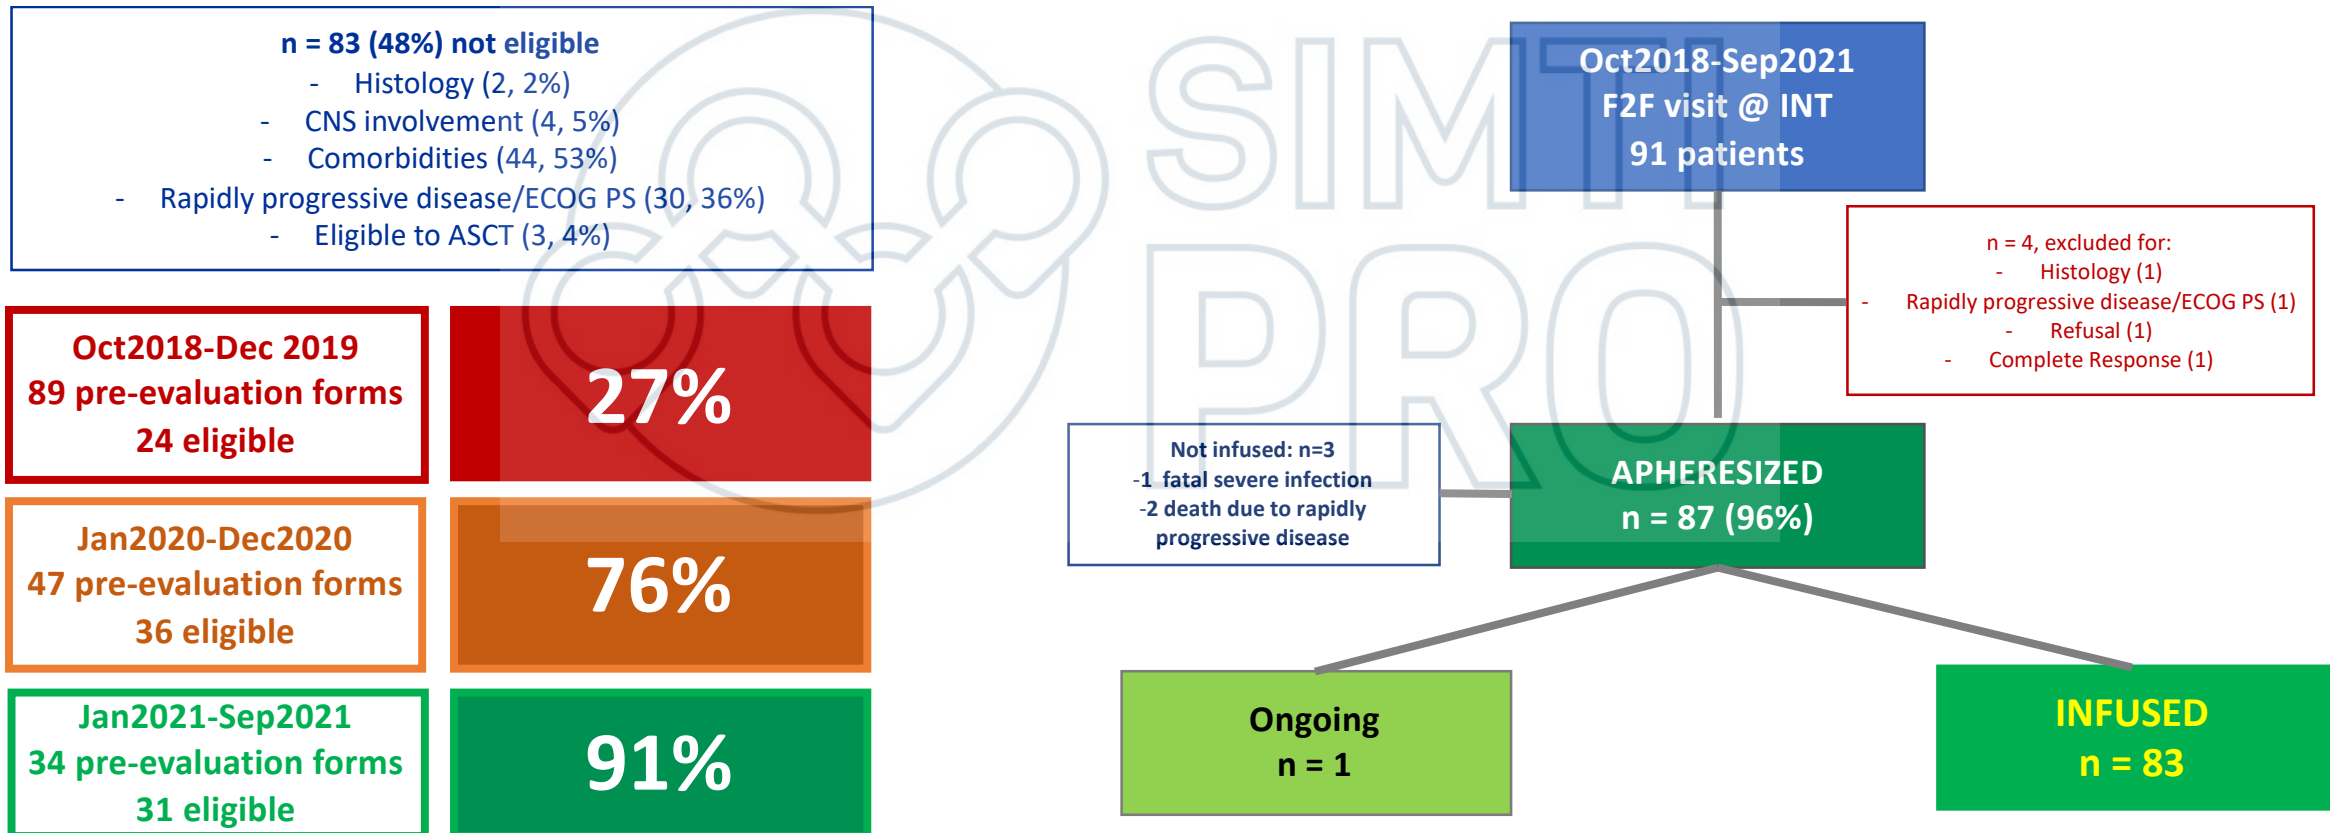 n = 83 (48%) not eligible
- Histology (2, 2%)
- CNS involvement (4, 5%)
- Comorbidities (44, 53%)
- Rapidly progressive disease/ECOG PS (30, 36%)
- Eligible to ASCT (3, 4%)
Oct2018-Dec 2019
89 pre-evaluation forms
24 eligible
27%
Jan2020-Dec2020
47 pre-evaluation forms
36 eligible
76%
Jan2021-Sep2021
34 pre-evaluation forms
31 eligible
91%
SIMTI
PRO
Oct2018-Sep2021
F2F visit @ INT
91 patients
n = 4, excluded for:
- Histology (1)
- Rapidly progressive disease/ECOG PS (1)
- Refusal (1)
- Complete Response (1)
Not infused: n=3
-1 fatal severe infection
-2 death due to rapidly
progressive disease
APHERESIZED
n = 87 (96%)
Ongoing
n = 1
INFUSED
n = 83